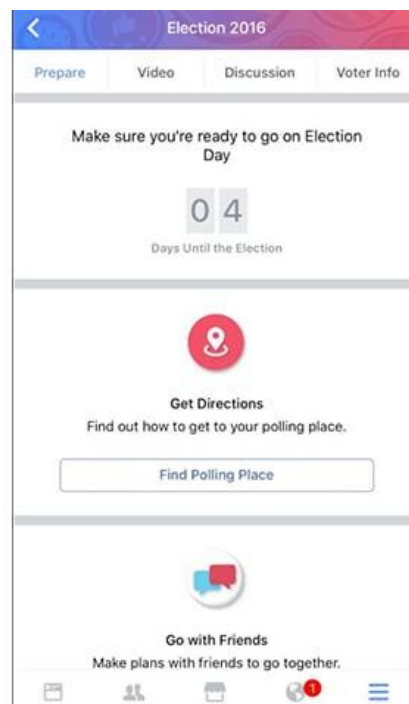 Election 2016
Prepare Video Discussion Voter Info
Make sure you're ready to go on Election
Day
0 4
Days Until the Election
Get Directions
Find out how to get to your polling place.
Find Polling Place
Go with Friends
Make plans with friends to go together.
1